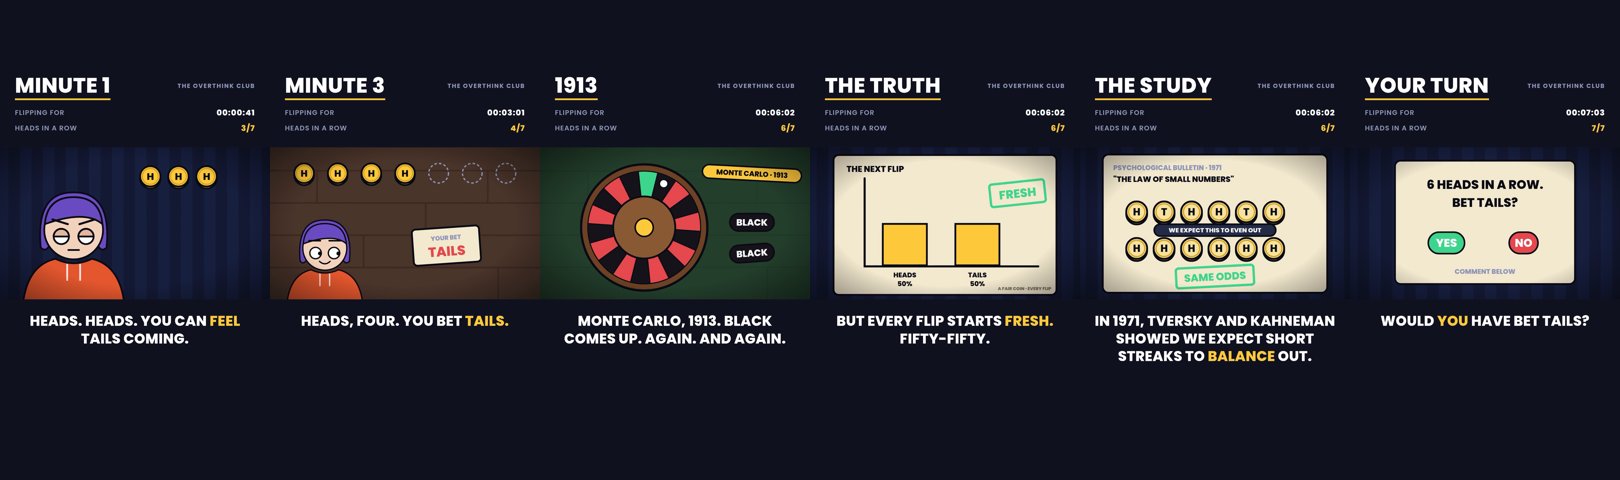 MINUTE 1
THE OVERTHINK CLUB
FLIPPING FOR 00:00:41
HEADS IN A ROW 3/7
H H H
HEADS. HEADS. YOU CAN FEEL
TAILS COMING.
MINUTE 3
THE OVERTHINK CLUB
FLIPPING FOR 00:03:01
HEADS IN A ROW 4/7
H H H H
YOUR BET
TAILS
HEADS, FOUR. YOU BET TAILS.
1913
THE OVERTHINK CLUB
FLIPPING FOR 00:06:02
HEADS IN A ROW 6/7
MONTE CARLO · 1913
BLACK
BLACK
MONTE CARLO, 1913. BLACK
COMES UP. AGAIN. AND AGAIN.
THE TRUTH
THE OVERTHINK CLUB
FLIPPING FOR 00:06:02
HEADS IN A ROW 6/7
THE NEXT FLIP
FRESH
HEADS TAILS
50% 50%
A FAIR COIN · EVERY FLIP
BUT EVERY FLIP STARTS FRESH.
FIFTY-FIFTY.
THE STUDY
THE OVERTHINK CLUB
FLIPPING FOR 00:06:02
HEADS IN A ROW 6/7
PSYCHOLOGICAL BULLETIN · 1971
"THE LAW OF SMALL NUMBERS"
H T H H T H
WE EXPECT THIS TO EVEN OUT
H H H H H H
SAME ODDS
IN 1971, TVERSKY AND KAHNEMAN
SHOWED WE EXPECT SHORT
STREAKS TO BALANCE OUT.
YOUR TURN
THE OVERTHINK CLUB
FLIPPING FOR 00:07:03
HEADS IN A ROW 7/7
6 HEADS IN A ROW.
BET TAILS?
YES NO
COMMENT BELOW
WOULD YOU HAVE BET TAILS?